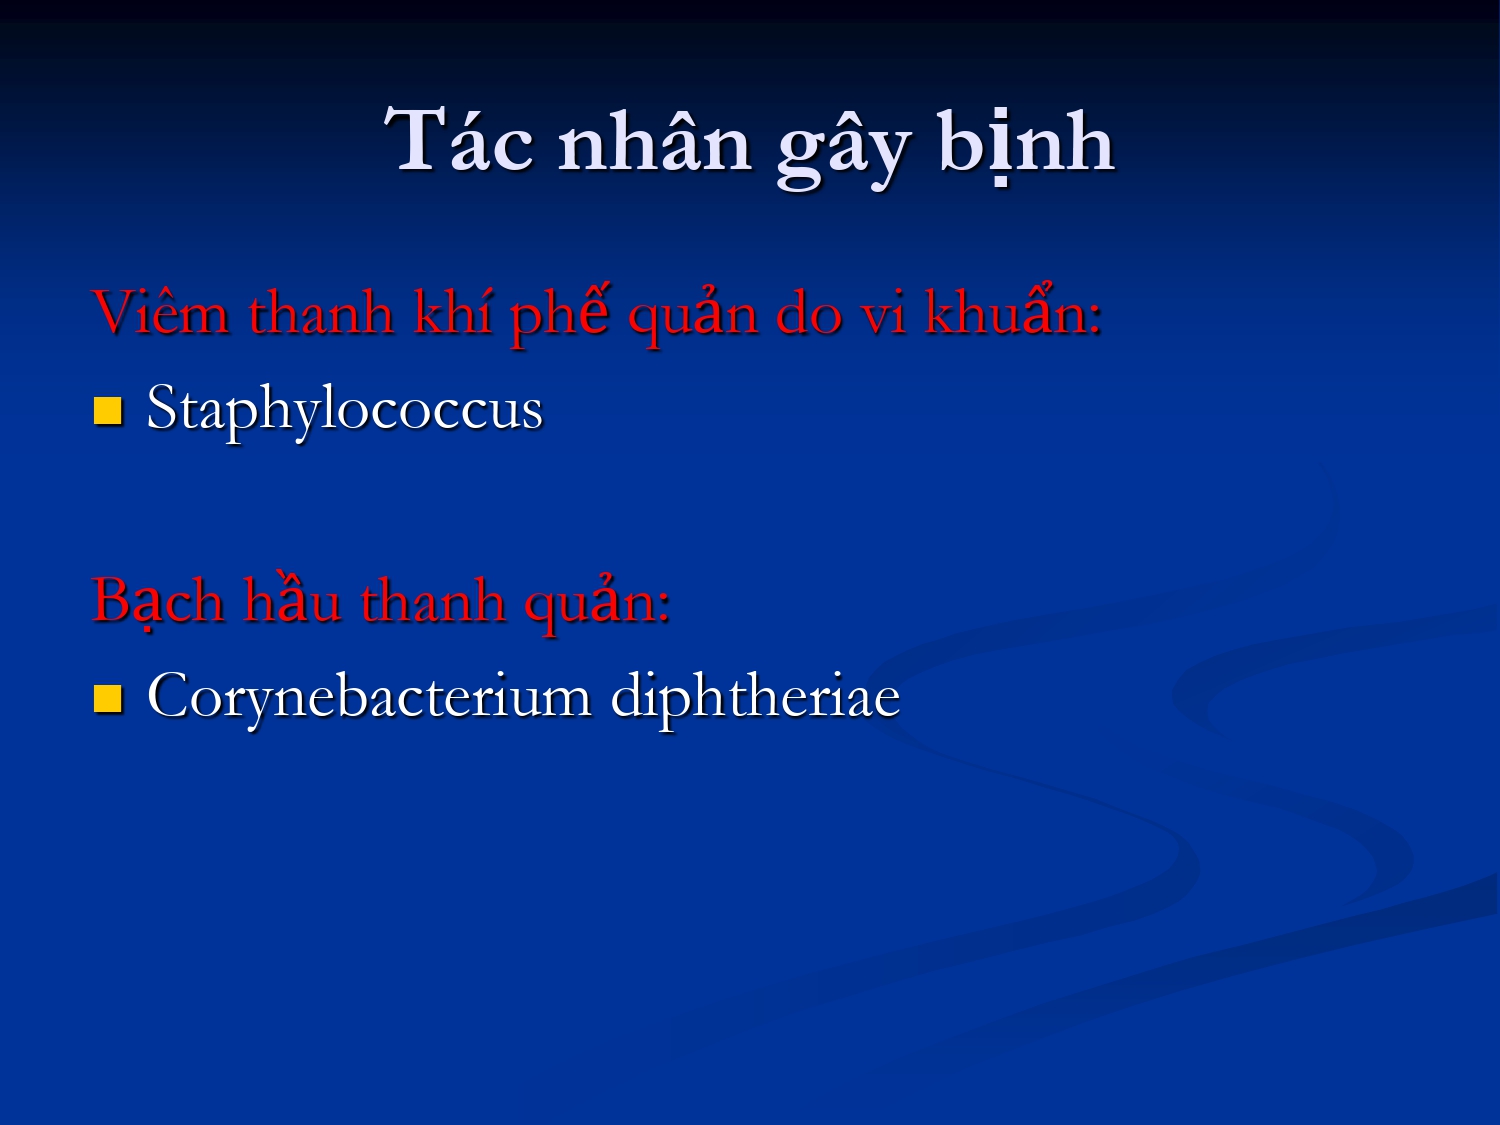 Tác nhân gây bịnh
Viêm thanh khí phế quản do vi khuẩn:
Staphylococcus
Bạch hầu thanh quản:
Corynebacterium diphtheriae